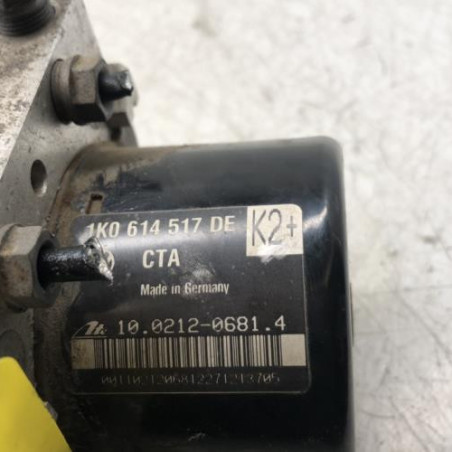 1K0 614 517 DE K2+
CTA
Made in Germany
10.0212-0681.4